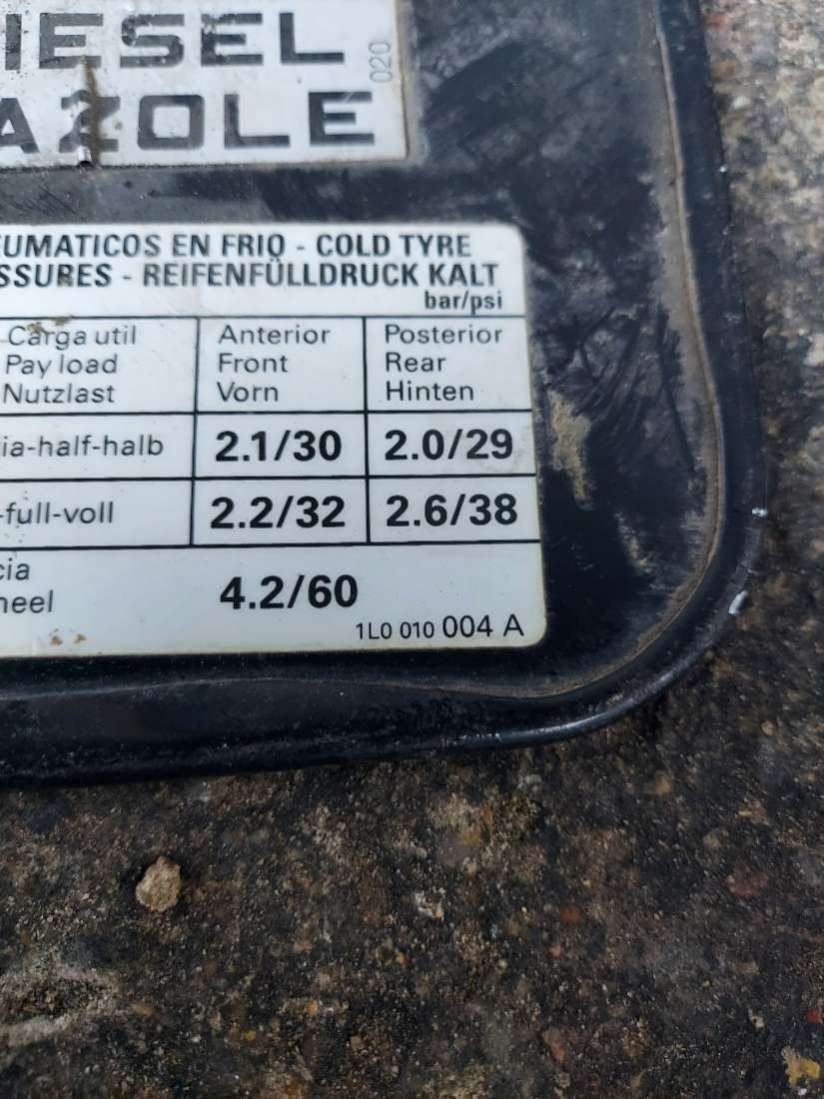 IESEL
020
AZOLE
EUMATICOS EN FRIO - COLD TYRE
SSURES - REIFENFÜLLDRUCK KALT
bar/psi
Carga util
Pay load
Nutzlast
Anterior
Front
Vorn
Posterior
Rear
Hinten
ia-half-halb 2.1/30 2.0/29
-full-voll 2.2/32 2.6/38
cia
heel
4.2/60
1L0 010 004 A